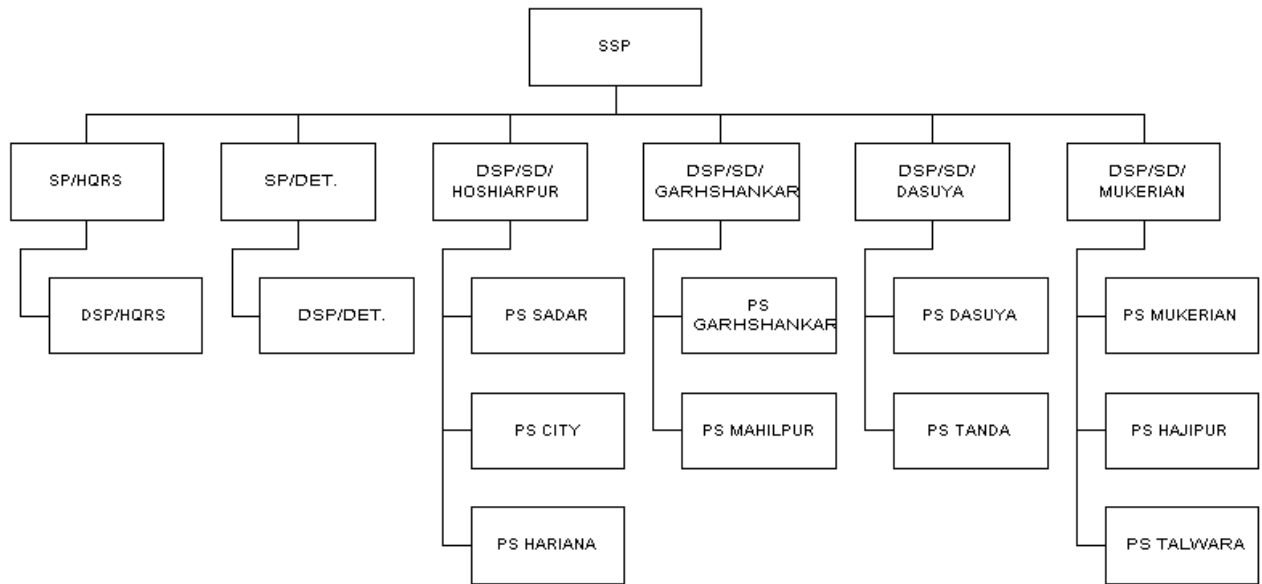 SSP
SP/HQRS
SP/DET.
DSP/SD/
HOSHIARPUR
DSP/SD/
GARHSHANKAR
DSP/SD/
DASUYA
DSP/SD/
MUKERIAN
DSP/HQRS
DSP/DET.
PS SADAR
PS
GARHSHANKAR
PS DASUYA
PS MUKERIAN
PS CITY
PS MAHILPUR
PS TANDA
PS HAJIPUR
PS HARIANA
PS TALWARA